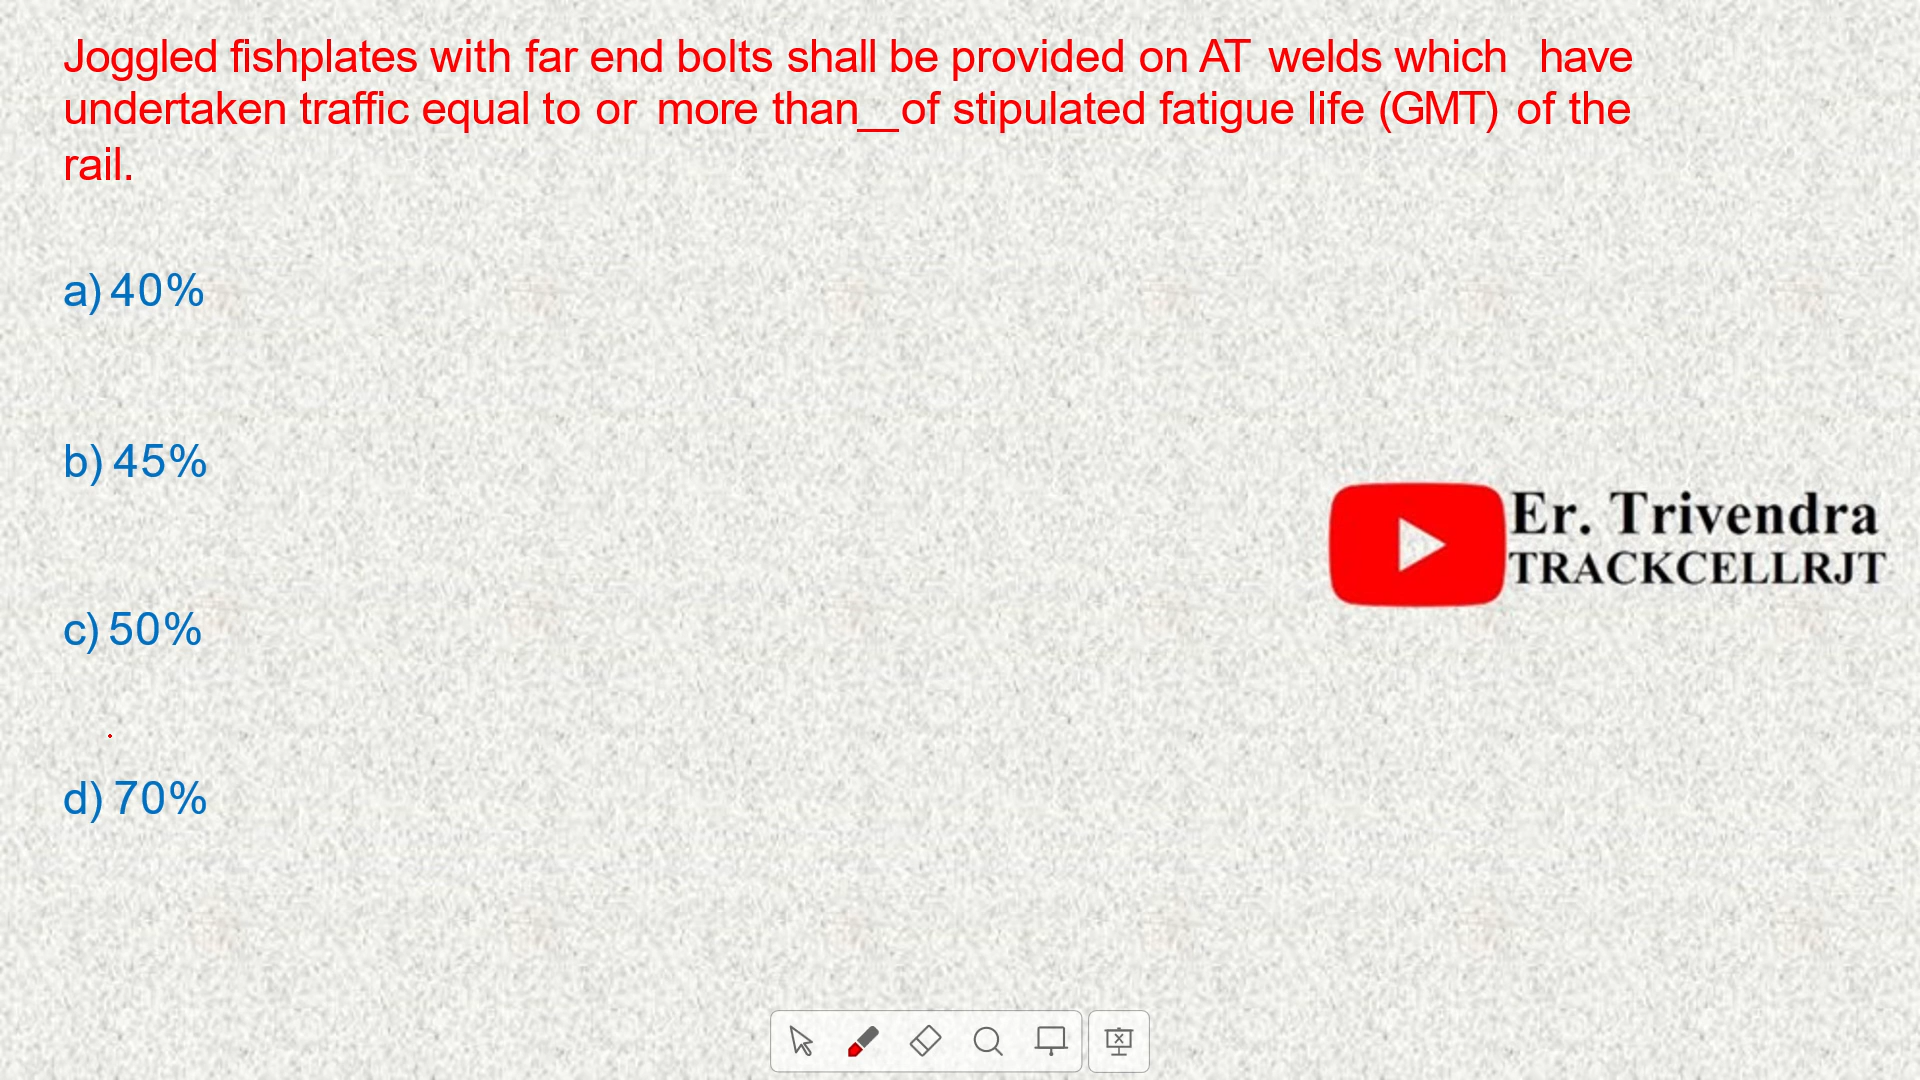 Joggled fishplates with far end bolts shall be provided on AT welds which have
undertaken traffic equal to or more than__of stipulated fatigue life (GMT) of the
rail.
a) 40%
b) 45%
Er. Trivendra
TRACKCELLRJT
c) 50%
d) 70%